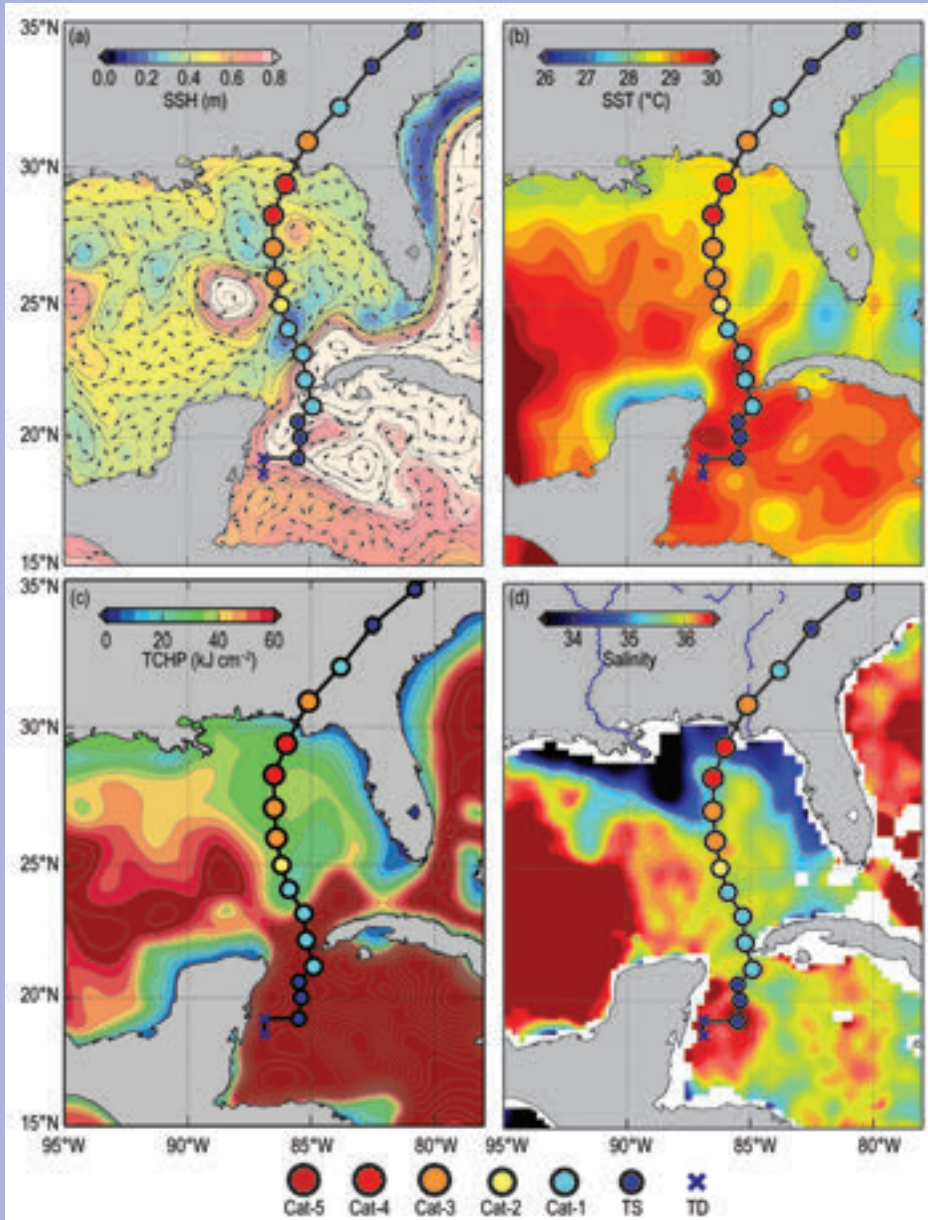 35°N
(a)
0.0 0.2 0.4 0.6 0.8
SSH (m)
30°N
25°N
20°N
15°N
(b)
26 27 28 29 30
SST (°C)
35°N
(c)
0 20 40 60
TCHP (kJ cm⁻²)
30°N
25°N
20°N
15°N
95°W 90°W 85°W 80°W
(d)
34 35 36
Salinity
95°W 90°W 85°W 80°W
Cat-5 Cat-4 Cat-3 Cat-2 Cat-1 TS TD